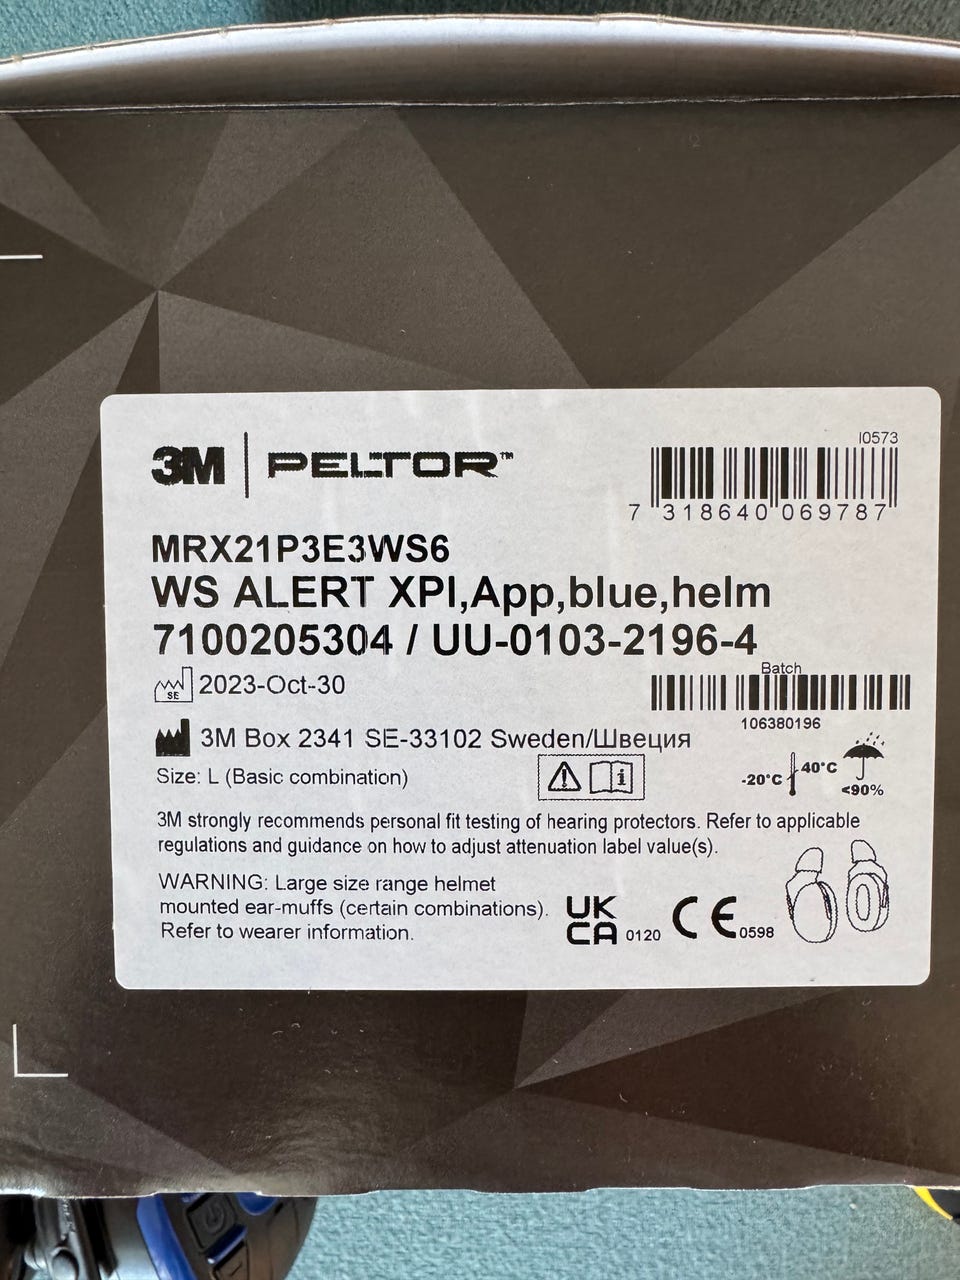 3M | PELTOR™
I0573
7 318640 069787
MRX21P3E3WS6
WS ALERT XPI,App,blue,helm
7100205304 / UU-0103-2196-4
SE 2023-Oct-30
Batch
106380196
3M Box 2341 SE-33102 Sweden/Швеция
Size: L (Basic combination)
-20°C 40°C
<90%
3M strongly recommends personal fit testing of hearing protectors. Refer to applicable
regulations and guidance on how to adjust attenuation label value(s).
WARNING: Large size range helmet
mounted ear-muffs (certain combinations).
Refer to wearer information.
UK
CA 0120 CE 0598